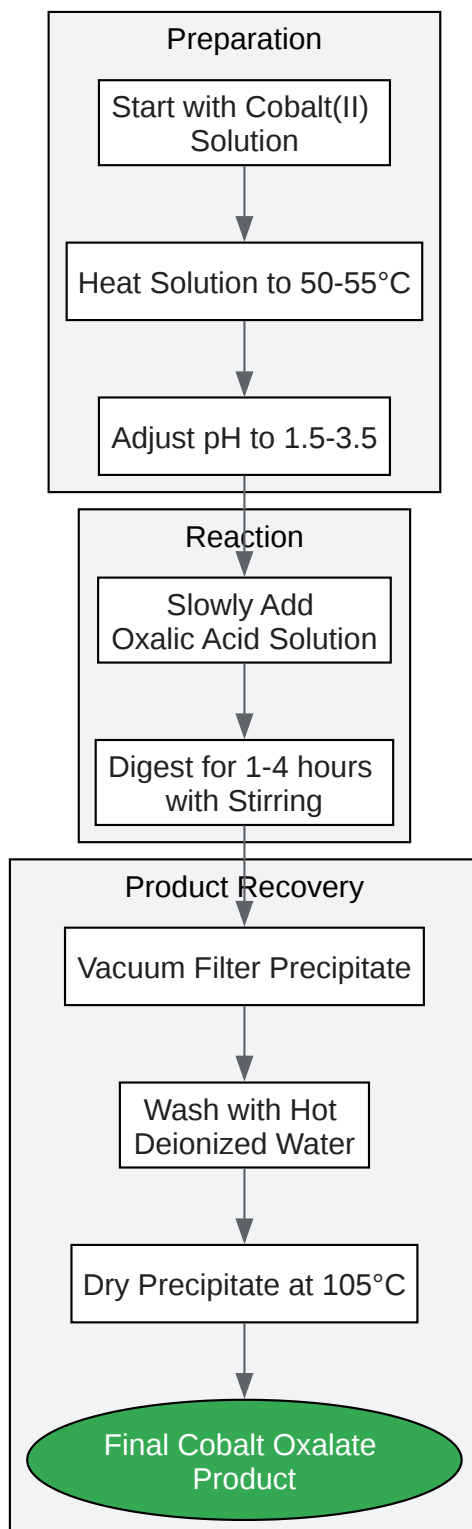 Preparation
Start with Cobalt(II)
Solution
Heat Solution to 50-55°C
Adjust pH to 1.5-3.5
Reaction
Slowly Add
Oxalic Acid Solution
Digest for 1-4 hours
with Stirring
Product Recovery
Vacuum Filter Precipitate
Wash with Hot
Deionized Water
Dry Precipitate at 105°C
Final Cobalt Oxalate
Product